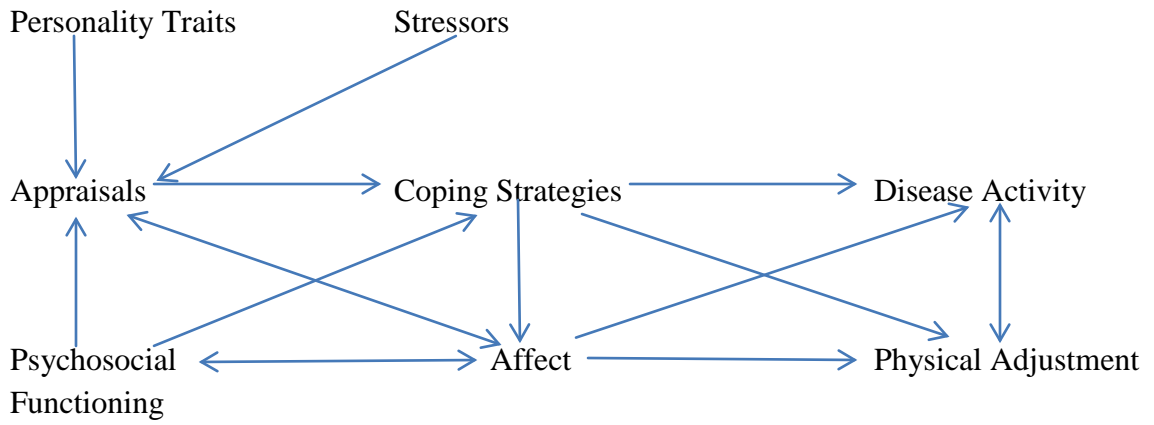 Personality Traits
Stressors
Appraisals
Coping Strategies
Disease Activity
Psychosocial
Functioning
Affect
Physical Adjustment